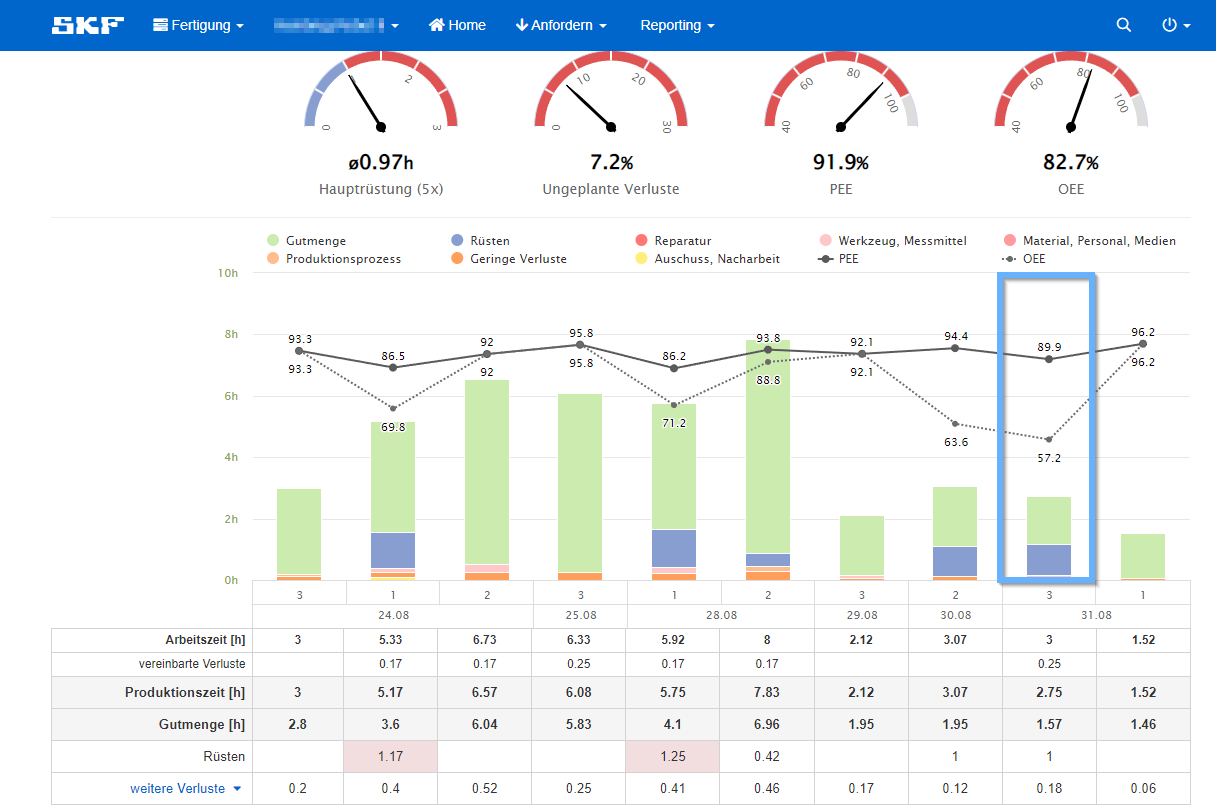 SKF Fertigung Home Anfordern Reporting
0 2 3 0 10 20 30 40 60 80 100 40 60 80 100
ø0.97h 7.2% 91.9% 82.7%
Hauptrüstung (5x) Ungeplante Verluste PEE OEE
Gutmenge Rüsten Reparatur Werkzeug, Messmittel Material, Personal, Medien
Produktionsprozess Geringe Verluste Auschuss, Nacharbeit PEE OEE
10h
8h
6h
4h
2h
0h
93.3 86.5 92 95.8 86.2 93.8 92.1 94.4 89.9 96.2
93.3 69.8 92 95.8 71.2 88.8 92.1 63.6 57.2 96.2
3 1 2 3 1 2 3 2 3 1
24.08 25.08 28.08 29.08 30.08 31.08
Arbeitszeit [h] 3 5.33 6.73 6.33 5.92 8 2.12 3.07 3 1.52
vereinbarte Verluste 0.17 0.17 0.25 0.17 0.17 0.25
Produktionszeit [h] 3 5.17 6.57 6.08 5.75 7.83 2.12 3.07 2.75 1.52
Gutmenge [h] 2.8 3.6 6.04 5.83 4.1 6.96 1.95 1.95 1.57 1.46
Rüsten 1.17 1.25 0.42 1 1
weitere Verluste 0.2 0.4 0.52 0.25 0.41 0.46 0.17 0.12 0.18 0.06